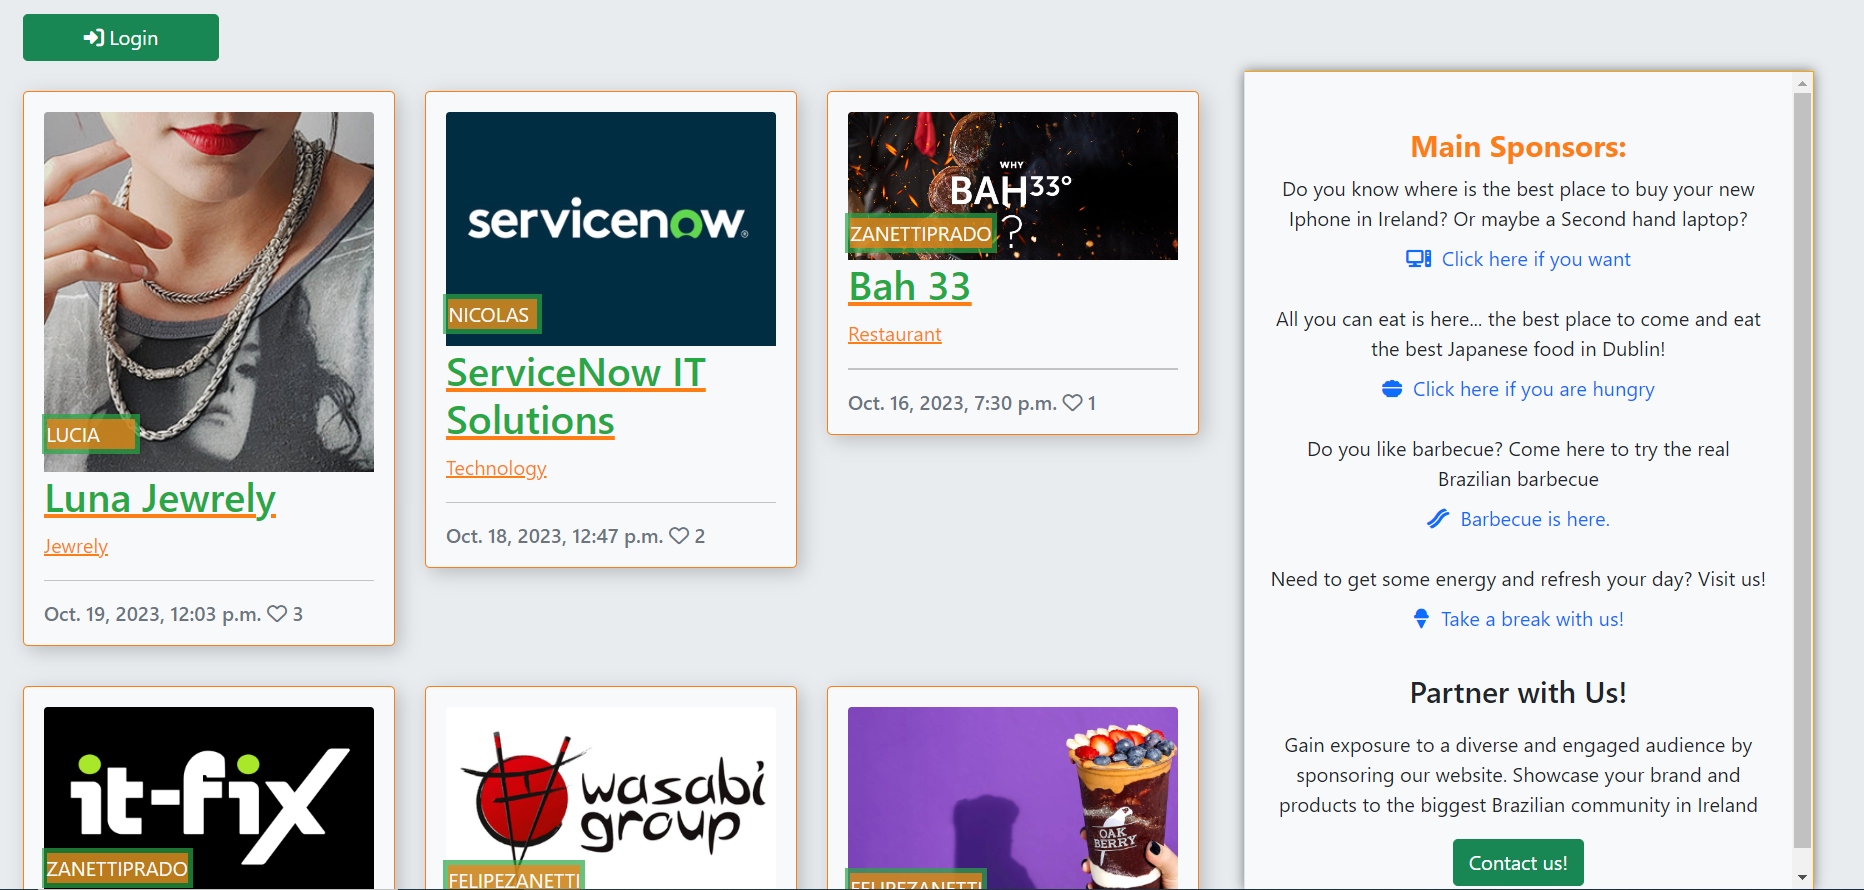 Login
LUCIA
Luna Jewrely
Jewrely
Oct. 19, 2023, 12:03 p.m. 3
servicenow®
NICOLAS
ServiceNow IT
Solutions
Technology
Oct. 18, 2023, 12:47 p.m. 2
WHY
BAH33°
?
ZANETTIPRADO
Bah 33
Restaurant
Oct. 16, 2023, 7:30 p.m. 1
it-fix
ZANETTIPRADO
wasabi
group
FELIPEZANETTI
OAK
BERRY
FELIPEZANETTI
Main Sponsors:
Do you know where is the best place to buy your new
Iphone in Ireland? Or maybe a Second hand laptop?
Click here if you want
All you can eat is here... the best place to come and eat
the best Japanese food in Dublin!
Click here if you are hungry
Do you like barbecue? Come here to try the real
Brazilian barbecue
Barbecue is here.
Need to get some energy and refresh your day? Visit us!
Take a break with us!
Partner with Us!
Gain exposure to a diverse and engaged audience by
sponsoring our website. Showcase your brand and
products to the biggest Brazilian community in Ireland
Contact us!